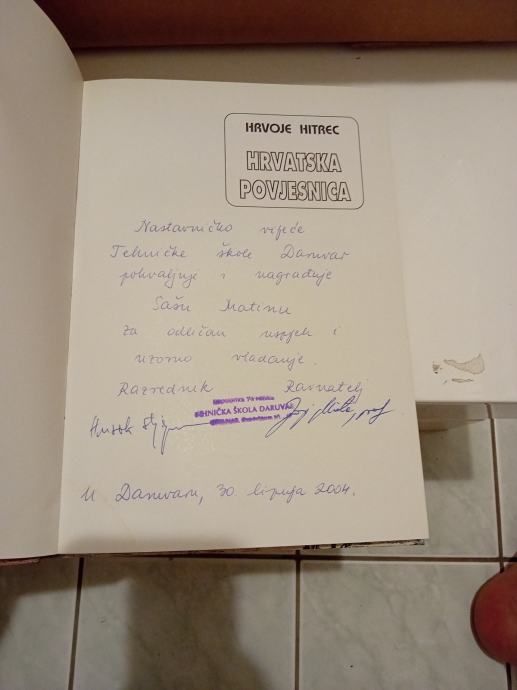 HRVOJE HITREC
HRVATSKA
POVJESNICA
Nastavničko vijeće
Tehničke škole Daruvar
pohvaljuje i nagrađuje
Sašu Matinu
za odličan uspjeh i
uzorno vladanje.
Razrednik Ravnatelj
TEHNIČKA ŠKOLA DARUVAR
prof
U Daruvaru, 30. lipnja 2004.